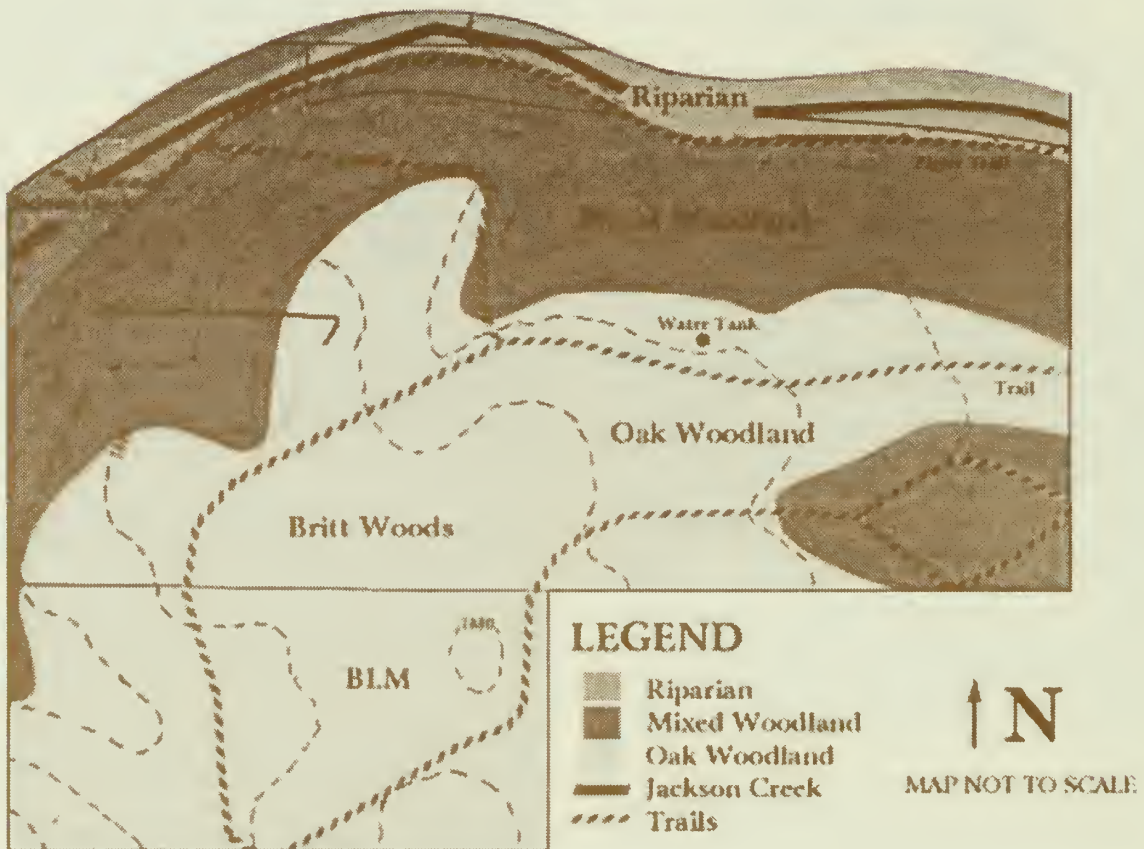 Riparian
Trail
Water Tank
Trail
Oak Woodland
Britt Woods
BLM
LEGEND
Riparian
Mixed Woodland
Oak Woodland
Jackson Creek
Trails
N
MAP NOT TO SCALE